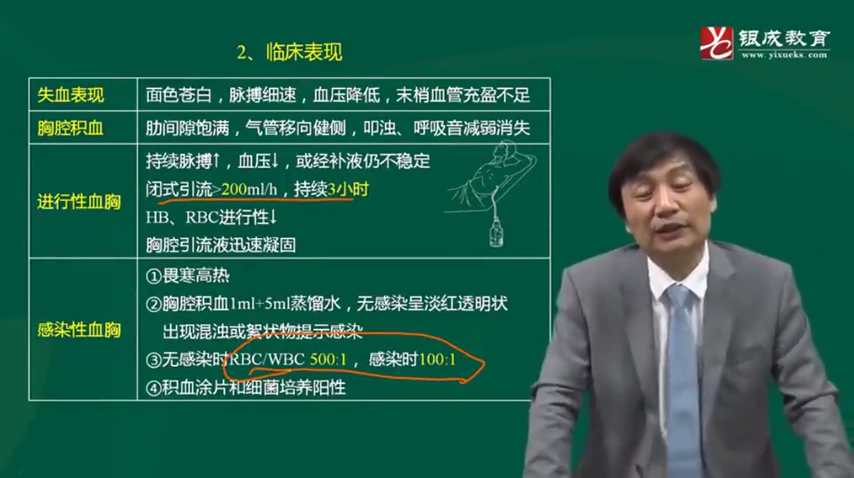 2、临床表现
银成教育
www.yixueks.com
失血表现
面色苍白，脉搏细速，血压降低，末梢血管充盈不足
胸腔积血
肋间隙饱满，气管移向健侧，叩浊、呼吸音减弱消失
进行性血胸
持续脉搏↑，血压↓，或经补液仍不稳定
闭式引流>200ml/h，持续3小时
HB、RBC进行性↓
胸腔引流液迅速凝固
感染性血胸
①畏寒高热
②胸腔积血1ml+5ml蒸馏水，无感染呈淡红透明状
出现混浊或絮状物提示感染
③无感染时RBC/WBC 500:1，感染时100:1
④积血涂片和细菌培养阳性